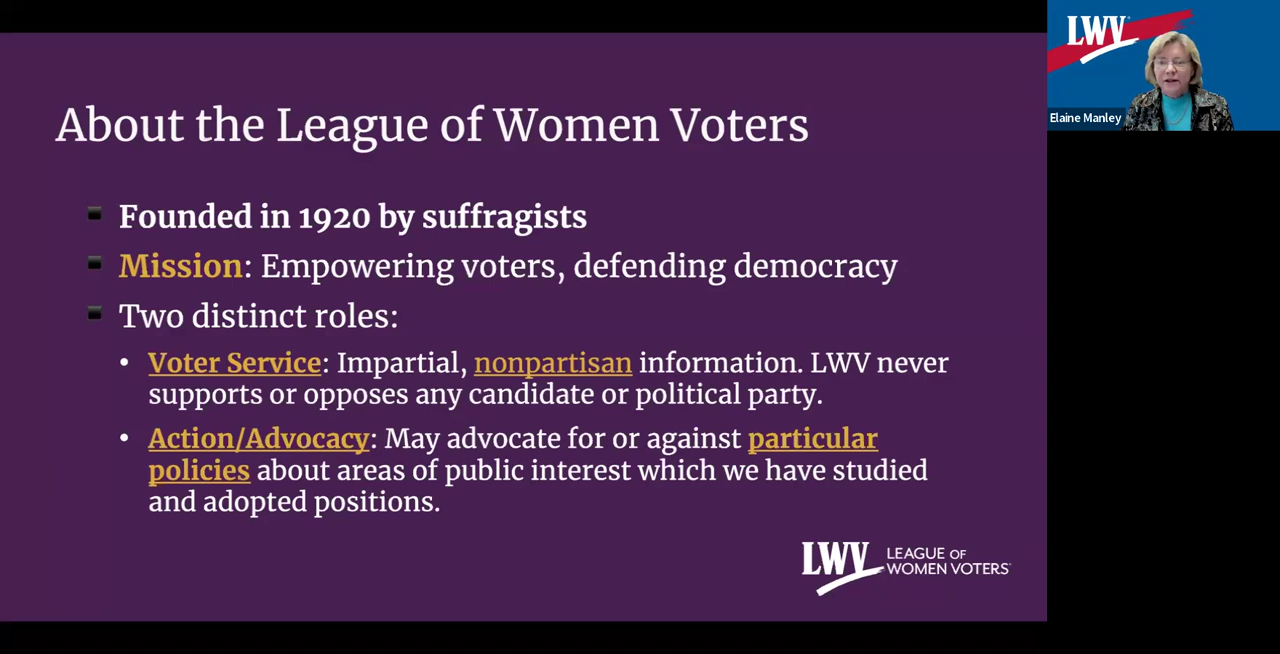 About the League of Women Voters
Founded in 1920 by suffragists
Mission: Empowering voters, defending democracy
Two distinct roles:
• Voter Service: Impartial, nonpartisan information. LWV never
supports or opposes any candidate or political party.
• Action/Advocacy: May advocate for or against particular
policies about areas of public interest which we have studied
and adopted positions.
LWV LEAGUE OF
WOMEN VOTERS®
LWV
Elaine Manley